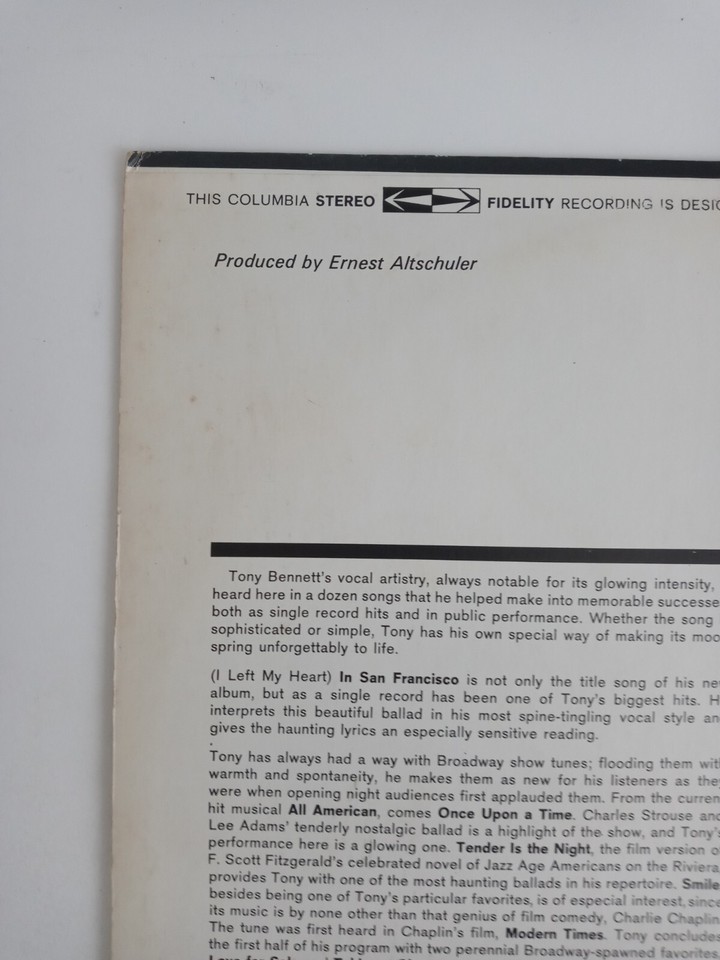 THIS COLUMBIA STEREO FIDELITY RECORDING IS
Produced by Ernest Altschuler
Tony Bennett's vocal artistry, always notable for its glowing intensity,
heard here in a dozen songs that he helped make into memorable successe
both as single record hits and in public performance. Whether the song
sophisticated or simple, Tony has his own special way of making its
spring unforgettably to life.
(I Left My Heart) In San Francisco is not only the title song of his
album, but as a single record has been one of Tony's biggest hits.
interprets this beautiful ballad in his most spine-tingling vocal style
gives the haunting lyrics an especially sensitive reading.
Tony has always had a way with Broadway show tunes; flooding them
warmth and spontaneity, he makes them as new for his listeners as
were when opening night audiences first applauded them. From the
hit musical All American, comes Once Upon a Time. Charles Strouse
Lee Adams' tenderly nostalgic ballad is a highlight of the show, and Tony's
performance here is a glowing one. Tender Is the Night, the film version
F. Scott Fitzgerald's celebrated novel of Jazz Age Americans on the Riviera
provides Tony with one of the most haunting ballads in his repertoire. Smile
besides being one of Tony's particular favorites, is of especial interest, since
its music is by none other than that genius of film comedy, Charlie Chaplin
The tune was first heard in Chaplin's film, Modern Times. Tony concludes
the first half of his program with two perennial Broadway-spawned favorites